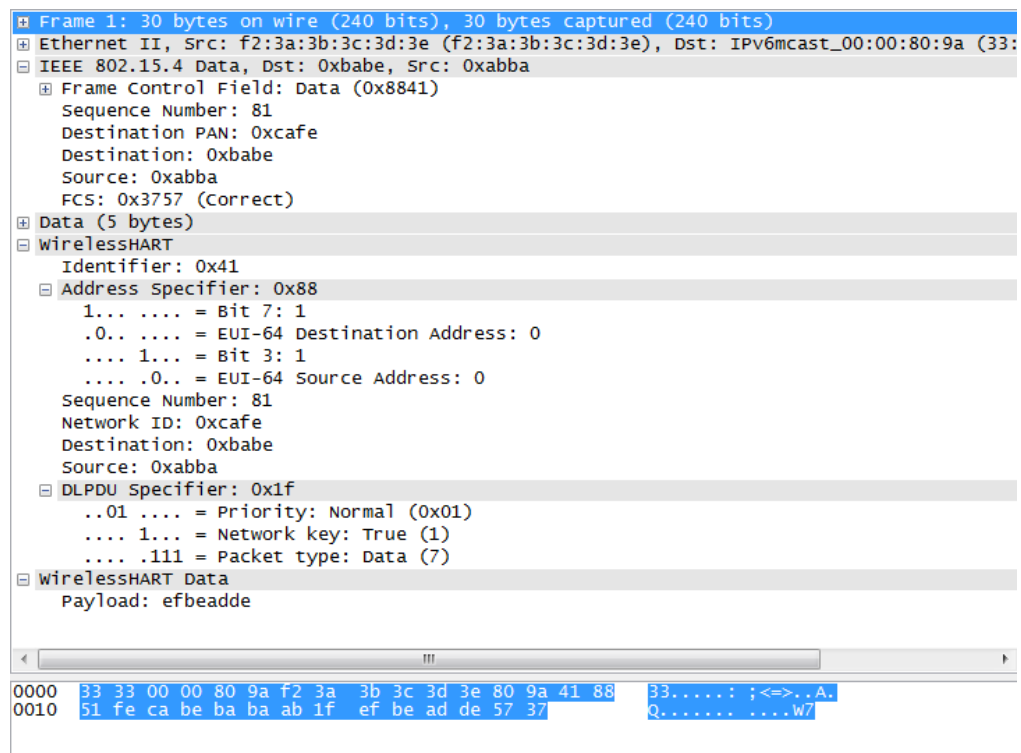 Frame 1: 30 bytes on wire (240 bits), 30 bytes captured (240 bits)
Ethernet II, Src: f2:3a:3b:3c:3d:3e (f2:3a:3b:3c:3d:3e), Dst: IPv6mcast_00:00:80:9a (33:
IEEE 802.15.4 Data, Dst: 0xbabe, Src: 0xabba
Frame Control Field: Data (0x8841)
Sequence Number: 81
Destination PAN: 0xcafe
Destination: 0xbabe
Source: 0xabba
FCS: 0x3757 (Correct)
Data (5 bytes)
WirelessHART
Identifier: 0x41
Address Specifier: 0x88
1... .... = Bit 7: 1
.0.. .... = EUI-64 Destination Address: 0
.... 1... = Bit 3: 1
.... .0.. = EUI-64 Source Address: 0
Sequence Number: 81
Network ID: 0xcafe
Destination: 0xbabe
Source: 0xabba
DLPDU Specifier: 0x1f
..01 .... = Priority: Normal (0x01)
.... 1... = Network key: True (1)
.... .111 = Packet type: Data (7)
WirelessHART Data
Payload: efbeadde
0000 33 33 00 00 80 9a f2 3a 3b 3c 3d 3e 80 9a 41 88 33.....: ;<=>..A.
0010 51 fe ca be ba ba ab 1f ef be ad de 57 37 Q....... ....W7